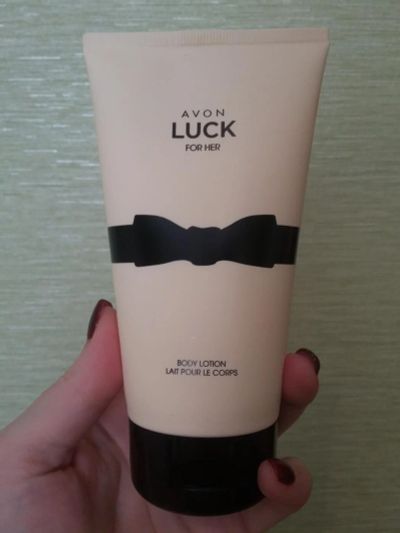 AVON
LUCK
FOR HER
BODY LOTION
LAIT POUR LE CORPS